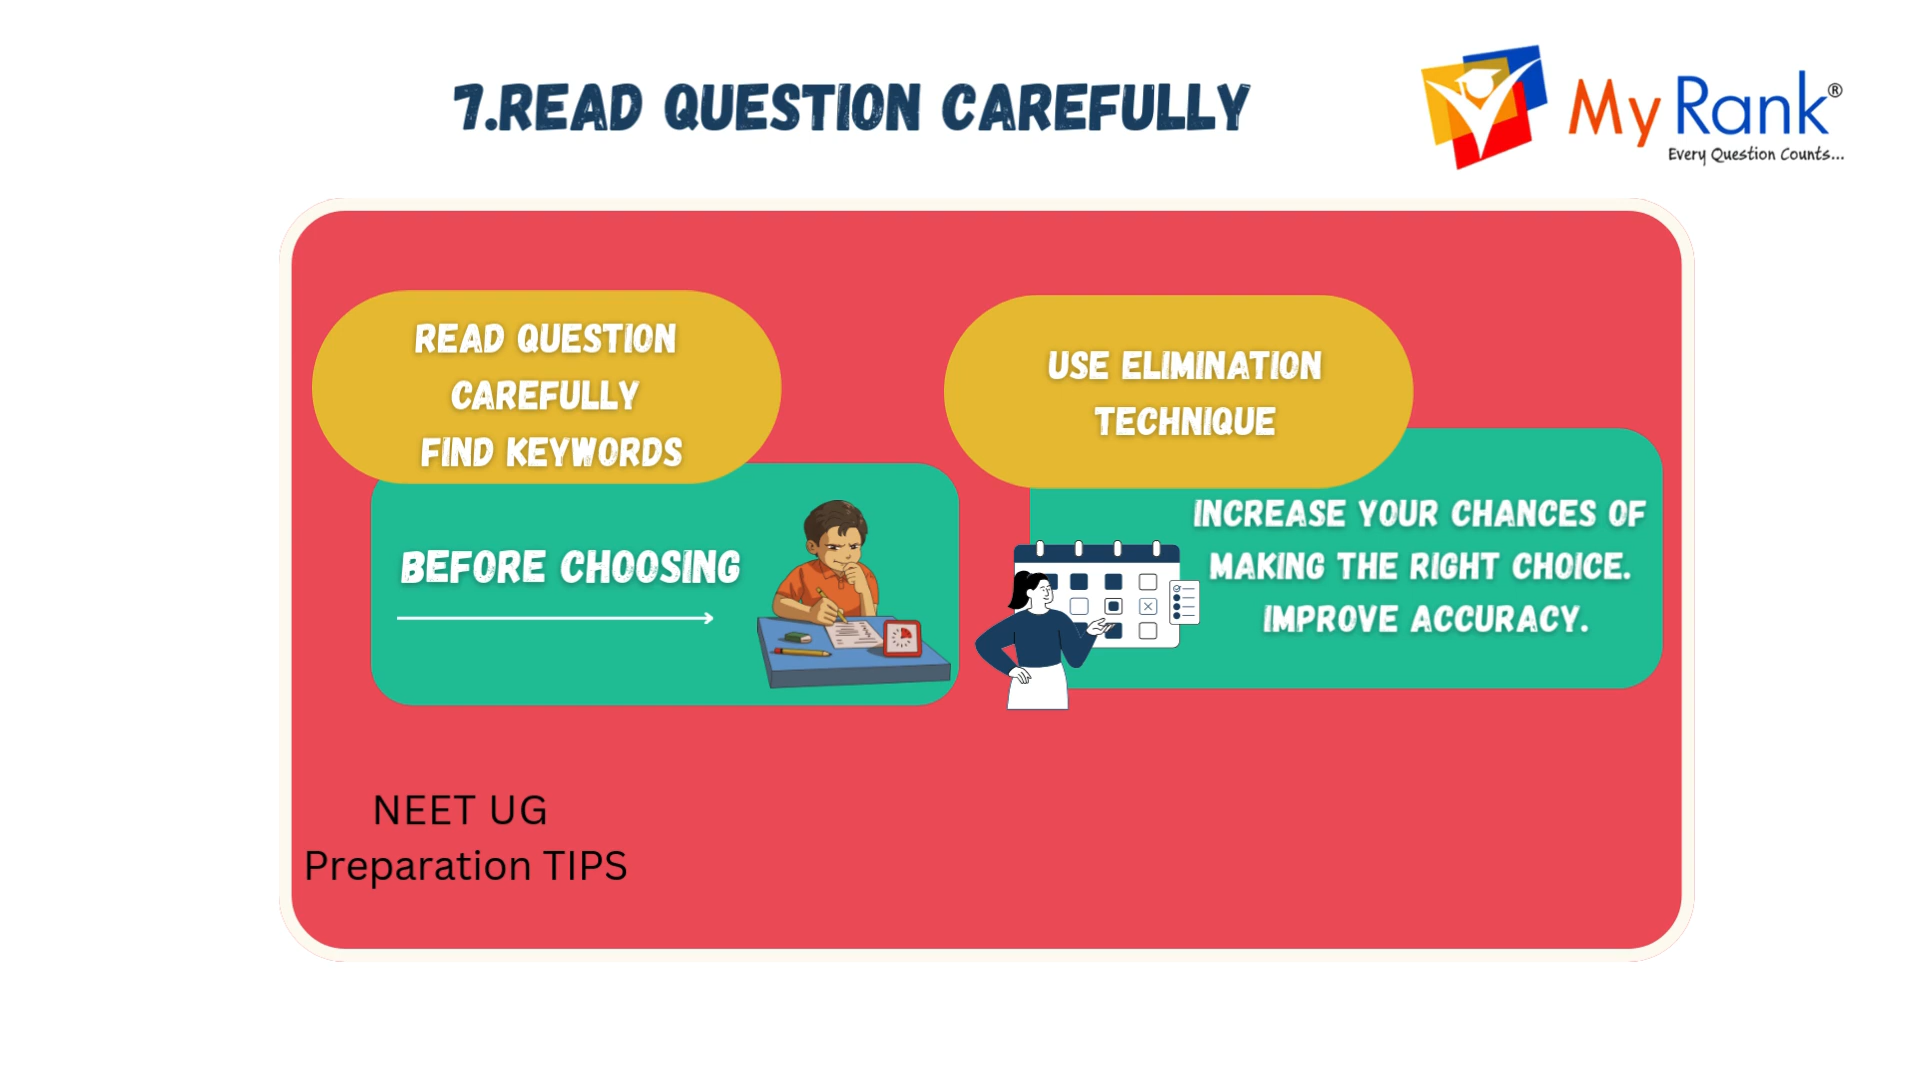 7.READ QUESTION CAREFULLY
My Rank®
Every Question Counts...
READ QUESTION
CAREFULLY
FIND KEYWORDS
BEFORE CHOOSING
USE ELIMINATION
TECHNIQUE
INCREASE YOUR CHANCES OF
MAKING THE RIGHT CHOICE.
IMPROVE ACCURACY.
NEET UG
Preparation TIPS